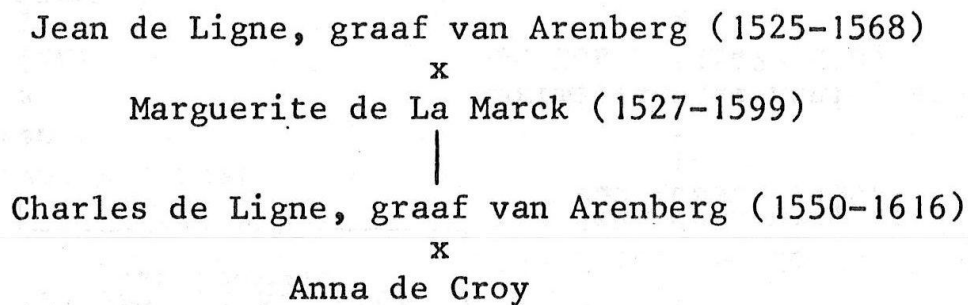 Jean de Ligne, graaf van Arenberg (1525-1568)
x
Marguerite de La Marck (1527-1599)
Charles de Ligne, graaf van Arenberg (1550-1616)
x
Anna de Croy